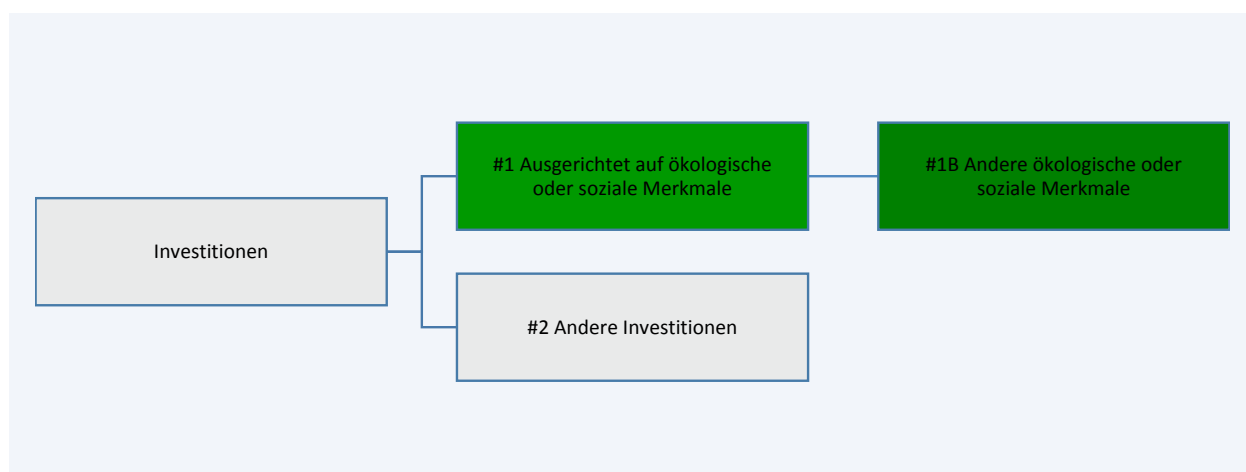 #1 Ausgerichtet auf ökologische
oder soziale Merkmale
#1B Andere ökologische oder
soziale Merkmale
Investitionen
#2 Andere Investitionen